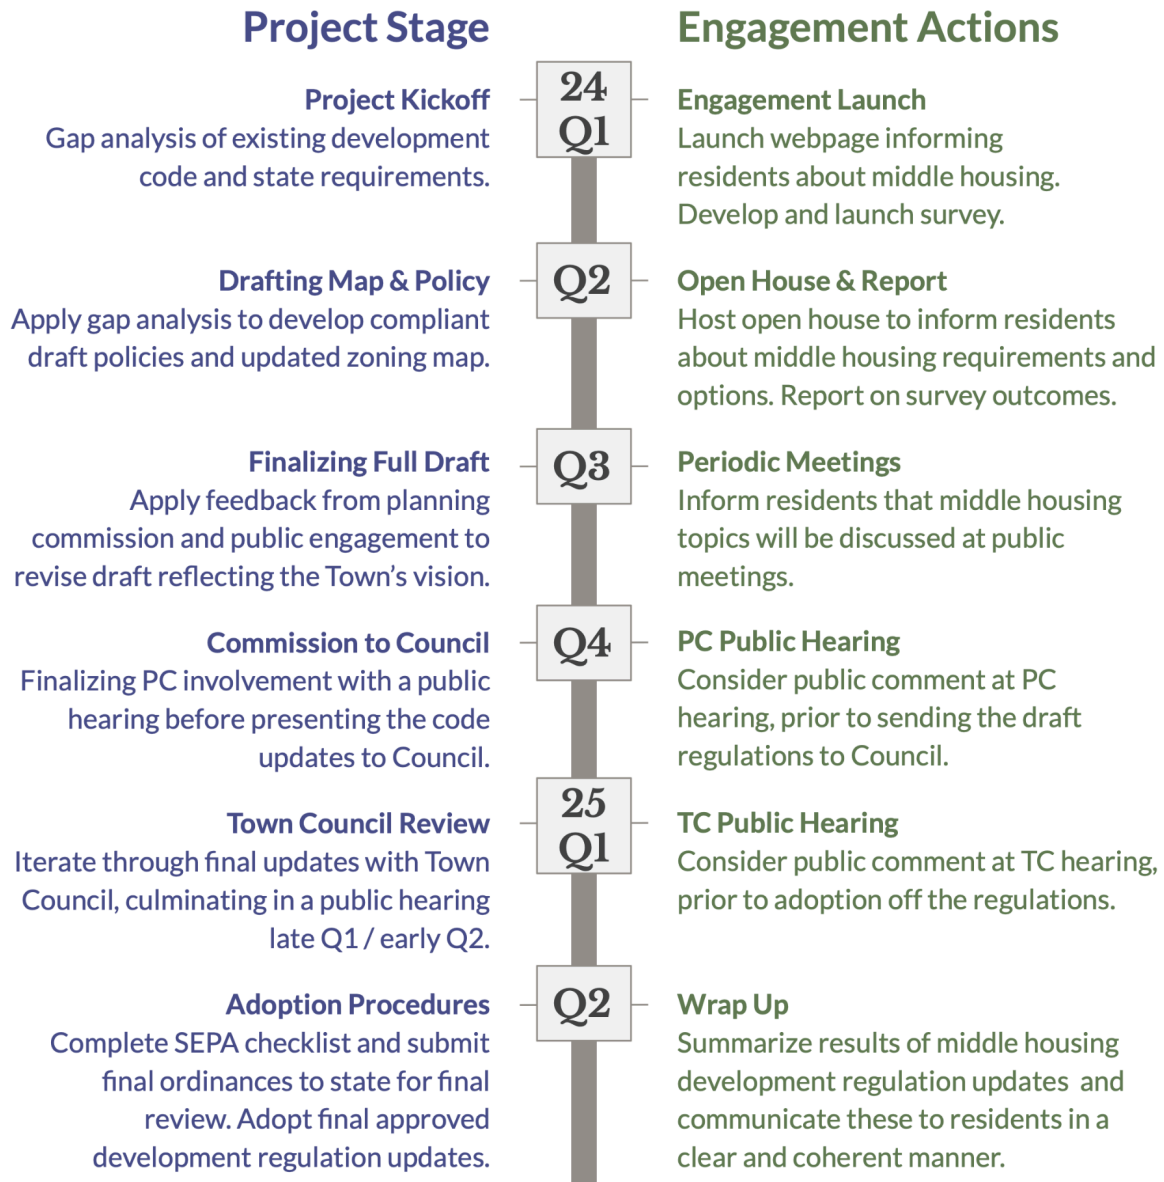 Project Stage
Engagement Actions
24
Q1
Project Kickoff
Gap analysis of existing development
code and state requirements.
Engagement Launch
Launch webpage informing
residents about middle housing.
Develop and launch survey.
Q2
Drafting Map & Policy
Apply gap analysis to develop compliant
draft policies and updated zoning map.
Open House & Report
Host open house to inform residents
about middle housing requirements and
options. Report on survey outcomes.
Q3
Finalizing Full Draft
Apply feedback from planning
commission and public engagement to
revise draft reflecting the Town’s vision.
Periodic Meetings
Inform residents that middle housing
topics will be discussed at public
meetings.
Q4
Commission to Council
Finalizing PC involvement with a public
hearing before presenting the code
updates to Council.
PC Public Hearing
Consider public comment at PC
hearing, prior to sending the draft
regulations to Council.
25
Q1
Town Council Review
Iterate through final updates with Town
Council, culminating in a public hearing
late Q1 / early Q2.
TC Public Hearing
Consider public comment at TC hearing,
prior to adoption off the regulations.
Q2
Adoption Procedures
Complete SEPA checklist and submit
final ordinances to state for final
review. Adopt final approved
development regulation updates.
Wrap Up
Summarize results of middle housing
development regulation updates  and
communicate these to residents in a
clear and coherent manner.